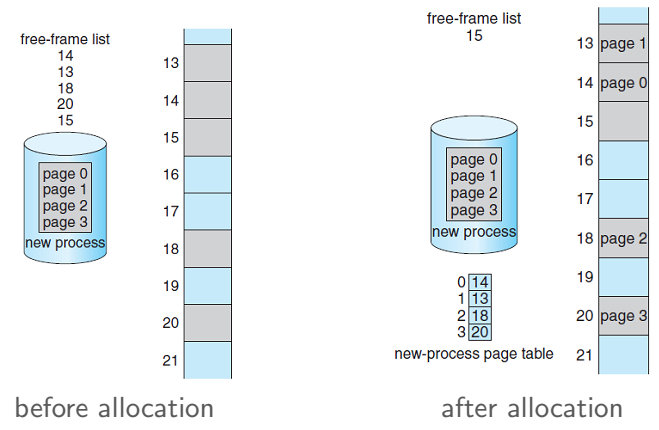 free-frame list
14
13
18
20
15
page 0
page 1
page 2
page 3
new process
13
14
15
16
17
18
19
20
21
before allocation
free-frame list
15
page 0
page 1
page 2
page 3
new process
0 14
1 13
2 18
3 20
new-process page table
13 page 1
14 page 0
15
16
17
18 page 2
19
20 page 3
21
after allocation